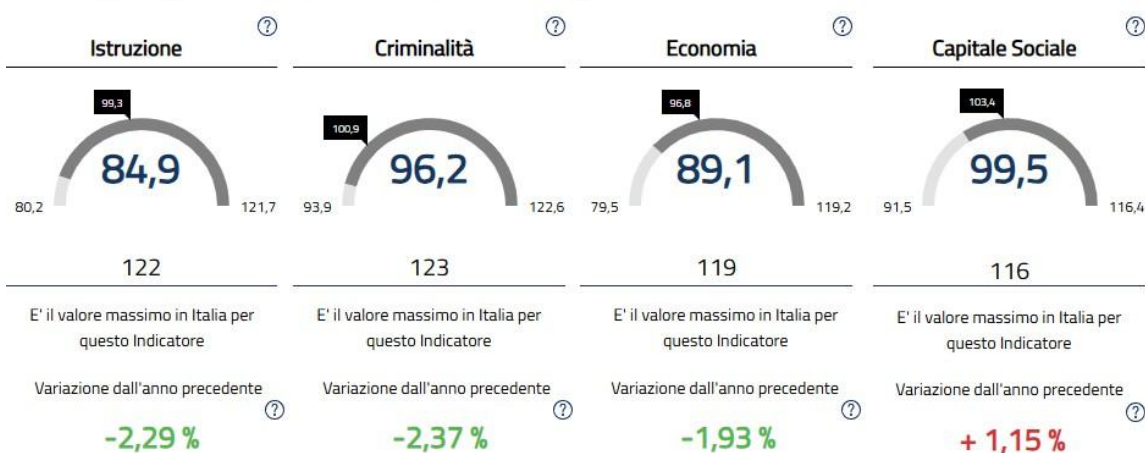 Istruzione
?
99,3
84,9
80,2
121,7
122
E' il valore massimo in Italia per
questo Indicatore
Variazione dall'anno precedente
?
-2,29 %
Criminalità
?
100,9
96,2
93,9
122,6
123
E' il valore massimo in Italia per
questo Indicatore
Variazione dall'anno precedente
?
-2,37 %
Economia
?
96,8
89,1
79,5
119,2
119
E' il valore massimo in Italia per
questo Indicatore
Variazione dall'anno precedente
?
-1,93 %
Capitale Sociale
?
103,4
99,5
91,5
116,4
116
E' il valore massimo in Italia per
questo Indicatore
Variazione dall'anno precedente
?
+ 1,15 %